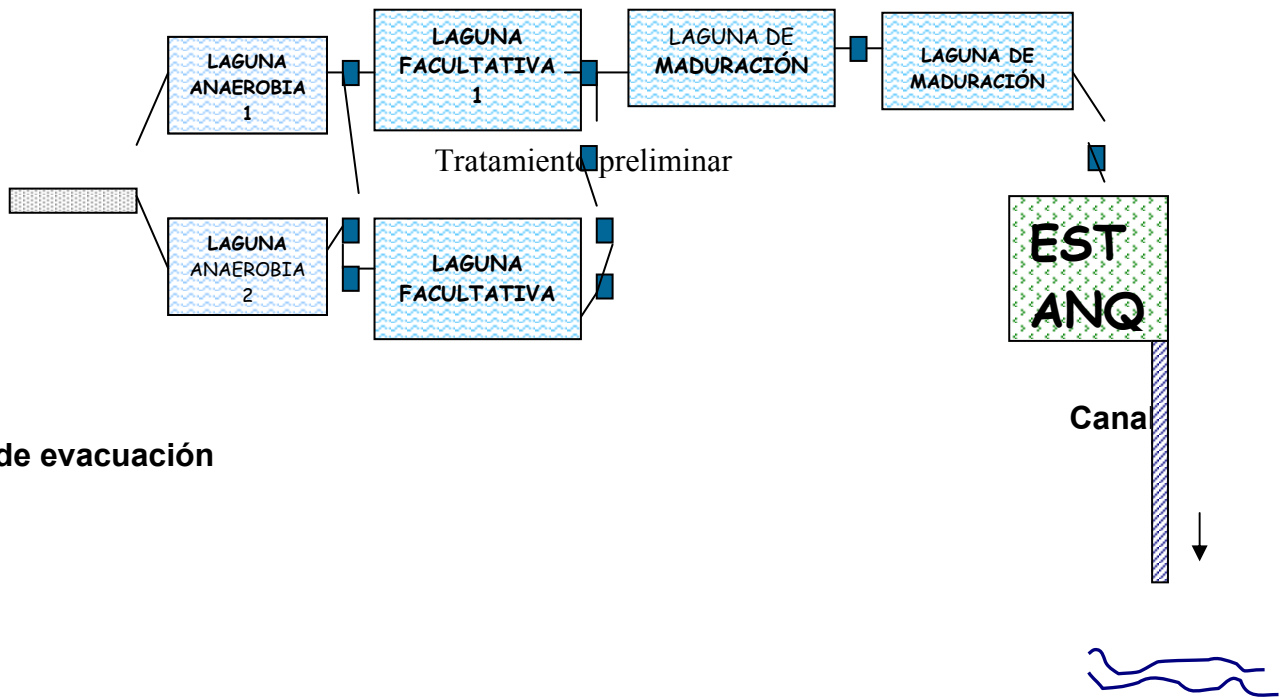 LAGUNA
ANAEROBIA
1
LAGUNA
FACULTATIVA
1
LAGUNA DE
MADURACIÓN
LAGUNA DE
MADURACIÓN
Tratamiento preliminar
LAGUNA
ANAEROBIA
2
LAGUNA
FACULTATIVA
EST
ANQ
Canal
de evacuación